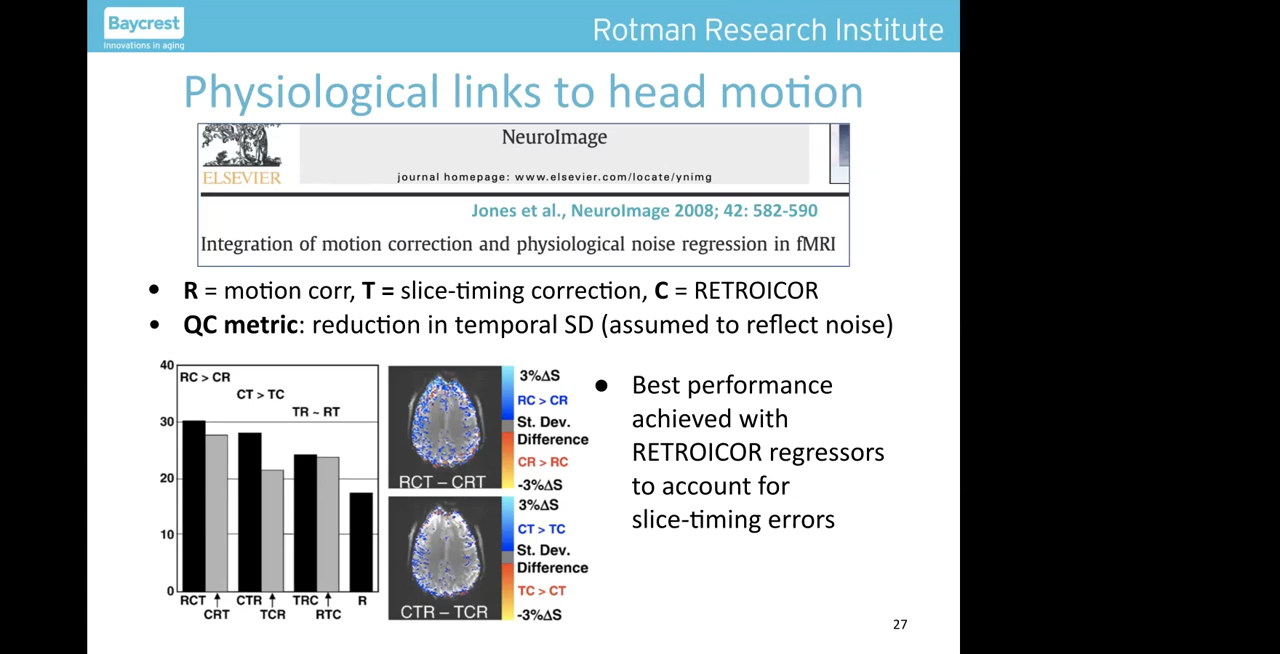 Baycrest
Innovations in aging
Rotman Research Institute
Physiological links to head motion
ELSEVIER
NeuroImage
journal homepage: www.elsevier.com/locate/ynimg
Jones et al., NeuroImage 2008; 42: 582-590
Integration of motion correction and physiological noise regression in fMRI
• R = motion corr, T = slice-timing correction, C = RETROICOR
• QC metric: reduction in temporal SD (assumed to reflect noise)
40
30
20
10
0
RC > CR
CT > TC
TR ~ RT
RCT
CRT
CTR
TCR
TRC
RTC
R
RCT – CRT
3%ΔS
RC > CR
St. Dev.
Difference
CR > RC
-3%ΔS
CTR – TCR
3%ΔS
CT > TC
St. Dev.
Difference
TC > CT
-3%ΔS
● Best performance
achieved with
RETROICOR regressors
to account for
slice-timing errors
27